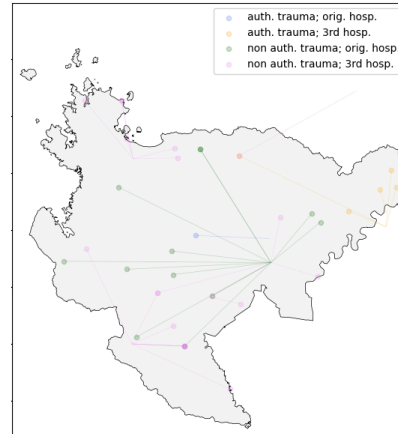 auth. trauma; orig. hosp.
auth. trauma; 3rd hosp.
non auth. trauma; orig. hosp.
non auth. trauma; 3rd hosp.